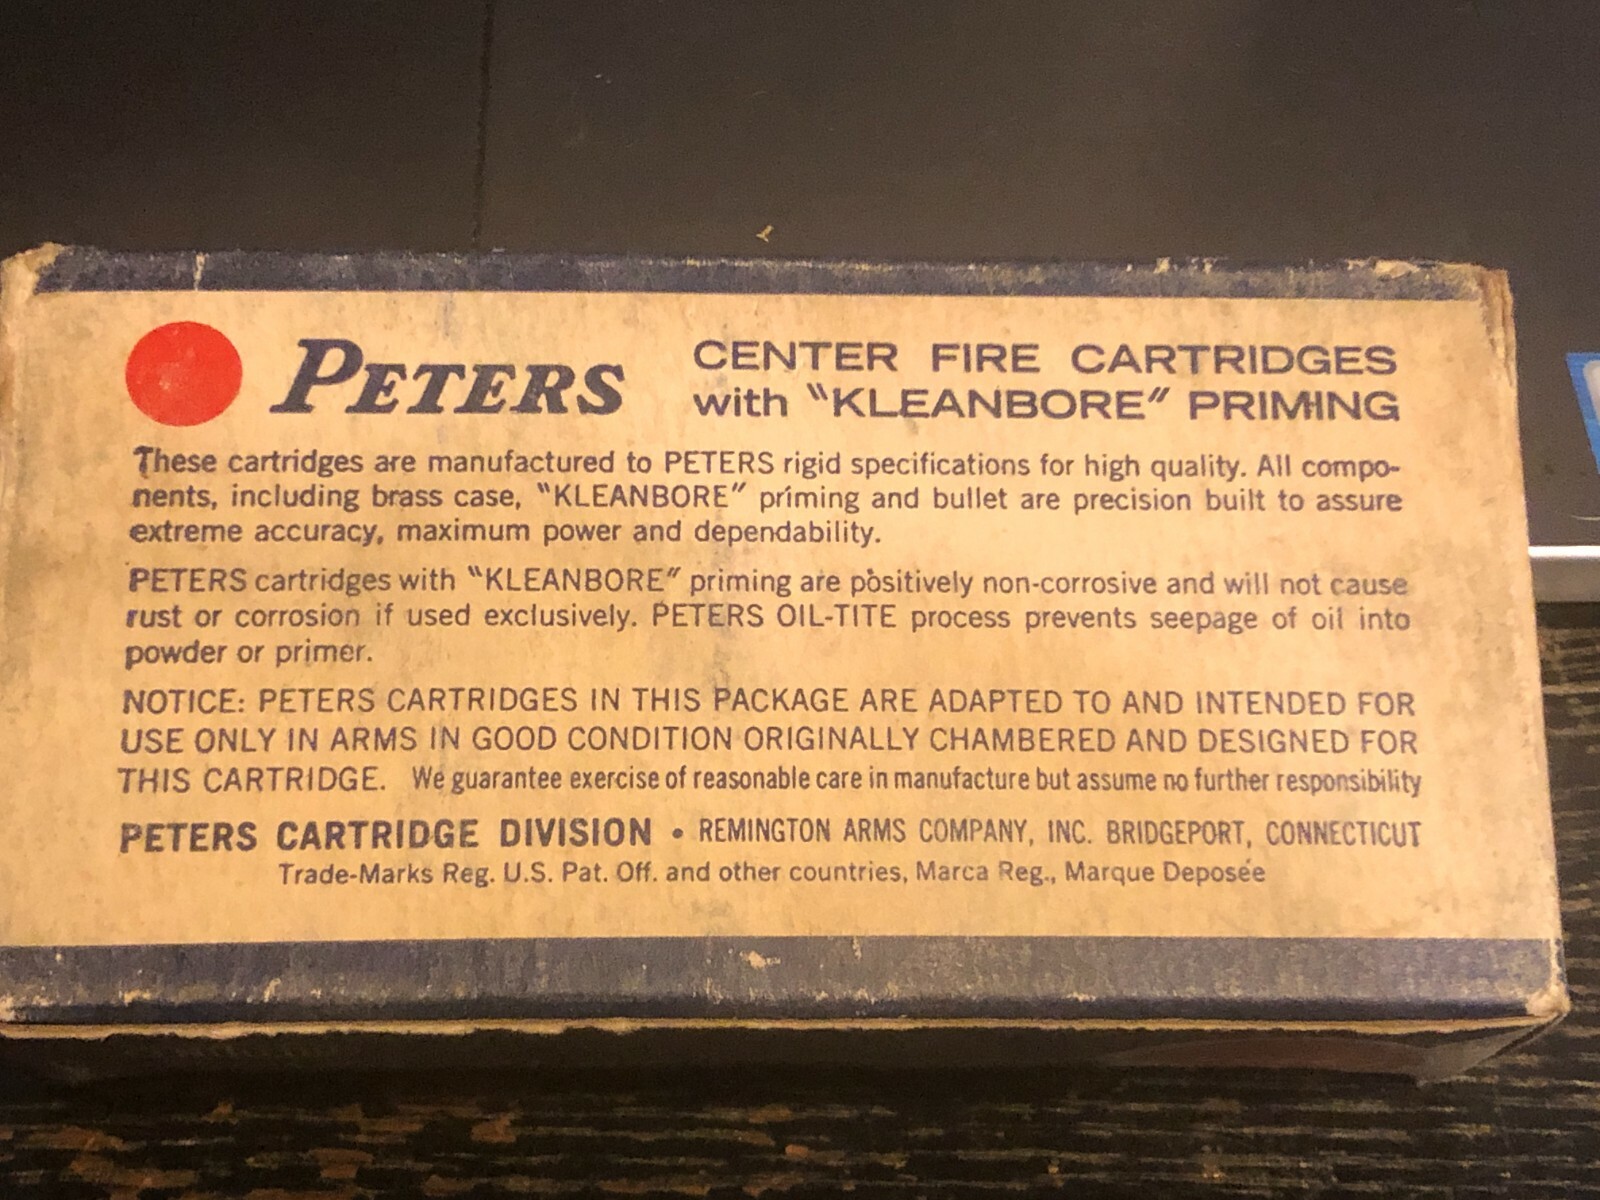 PETERS
CENTER FIRE CARTRIDGES
with "KLEANBORE" PRIMING
These cartridges are manufactured to PETERS rigid specifications for high quality. All compo-
nents, including brass case, "KLEANBORE" priming and bullet are precision built to assure
extreme accuracy, maximum power and dependability.
PETERS cartridges with "KLEANBORE" priming are positively non-corrosive and will not cause
rust or corrosion if used exclusively. PETERS OIL-TITE process prevents seepage of oil into
powder or primer.
NOTICE: PETERS CARTRIDGES IN THIS PACKAGE ARE ADAPTED TO AND INTENDED FOR
USE ONLY IN ARMS IN GOOD CONDITION ORIGINALLY CHAMBERED AND DESIGNED FOR
THIS CARTRIDGE. We guarantee exercise of reasonable care in manufacture but assume no further responsibility
PETERS CARTRIDGE DIVISION • REMINGTON ARMS COMPANY, INC. BRIDGEPORT, CONNECTICUT
Trade-Marks Reg. U.S. Pat. Off. and other countries, Marca Reg., Marque Deposée